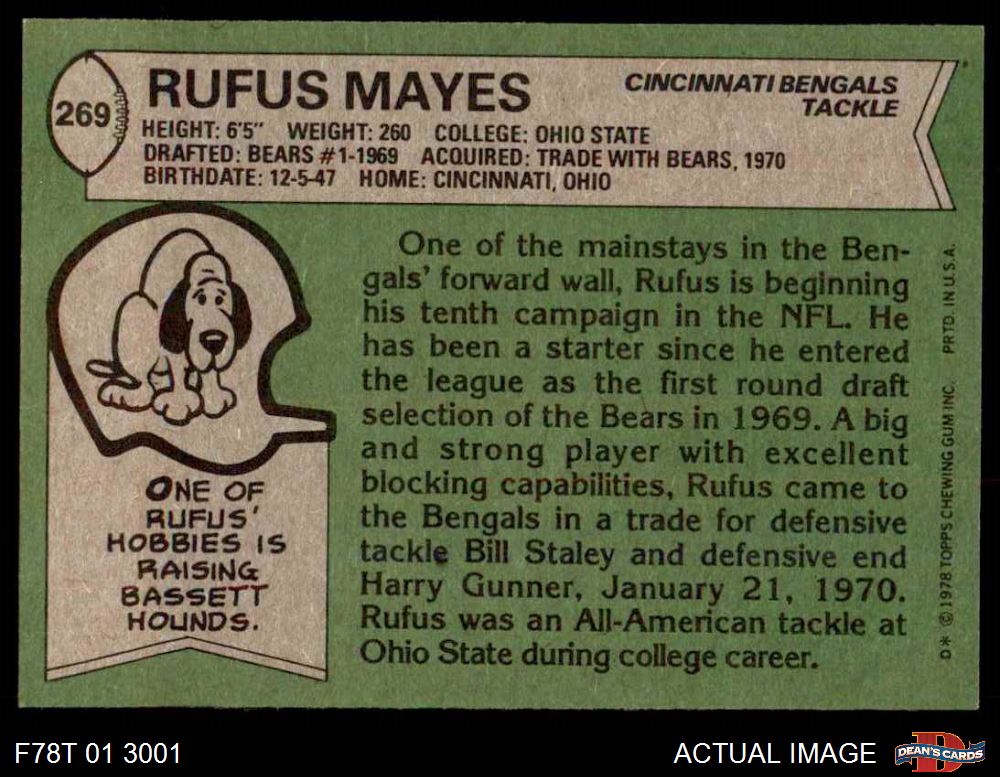 269
RUFUS MAYES
CINCINNATI BENGALS
TACKLE
HEIGHT: 6'5" WEIGHT: 260 COLLEGE: OHIO STATE
DRAFTED: BEARS #1-1969 ACQUIRED: TRADE WITH BEARS, 1970
BIRTHDATE: 12-5-47 HOME: CINCINNATI, OHIO
One of the mainstays in the Ben-
gals' forward wall, Rufus is beginning
his tenth campaign in the NFL. He
has been a starter since he entered
the league as the first round draft
selection of the Bears in 1969. A big
and strong player with excellent
blocking capabilities, Rufus came to
the Bengals in a trade for defensive
tackle Bill Staley and defensive end
Harry Gunner, January 21, 1970.
Rufus was an All-American tackle at
Ohio State during college career.
ONE OF
RUFUS'
HOBBIES IS
RAISING
BASSETT
HOUNDS.
D* ©1978 TOPPS CHEWING GUM INC. PRTD. IN U.S.A.
F78T 01 3001
ACTUAL IMAGE
D
DEAN'S CARDS